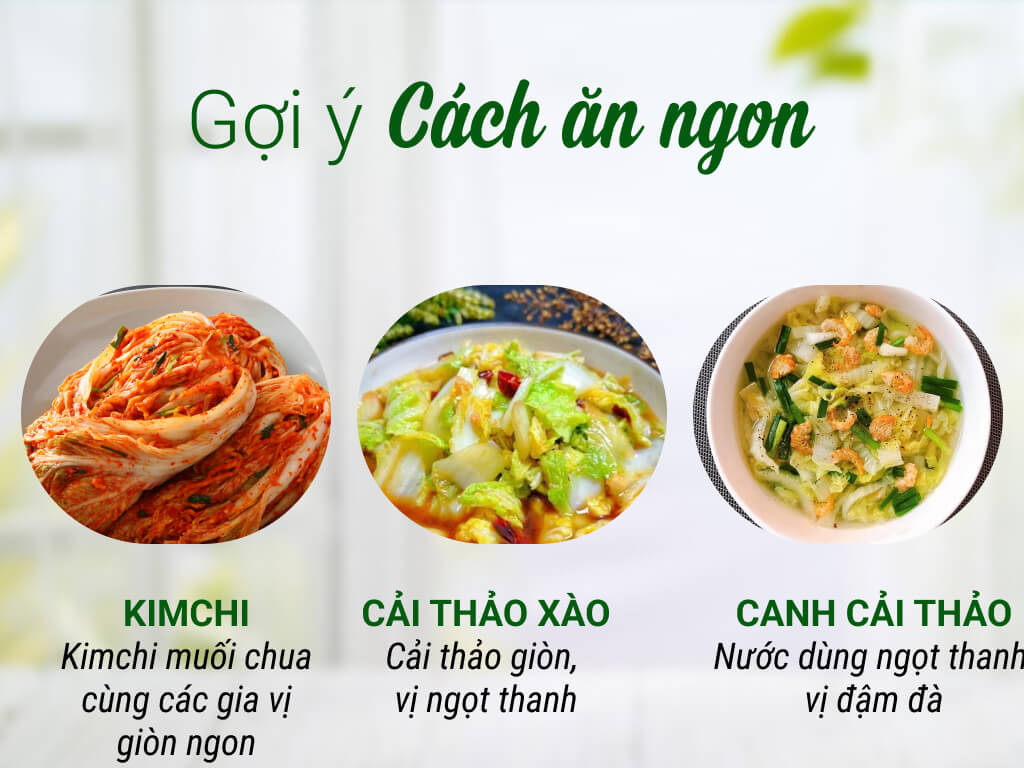 Gợi ý Cách ăn ngon
KIMCHI
Kimchi muối chua
cùng các gia vị
giòn ngon
CẢI THẢO XÀO
Cải thảo giòn,
vị ngọt thanh
CANH CẢI THẢO
Nước dùng ngọt thanh
vị đậm đà